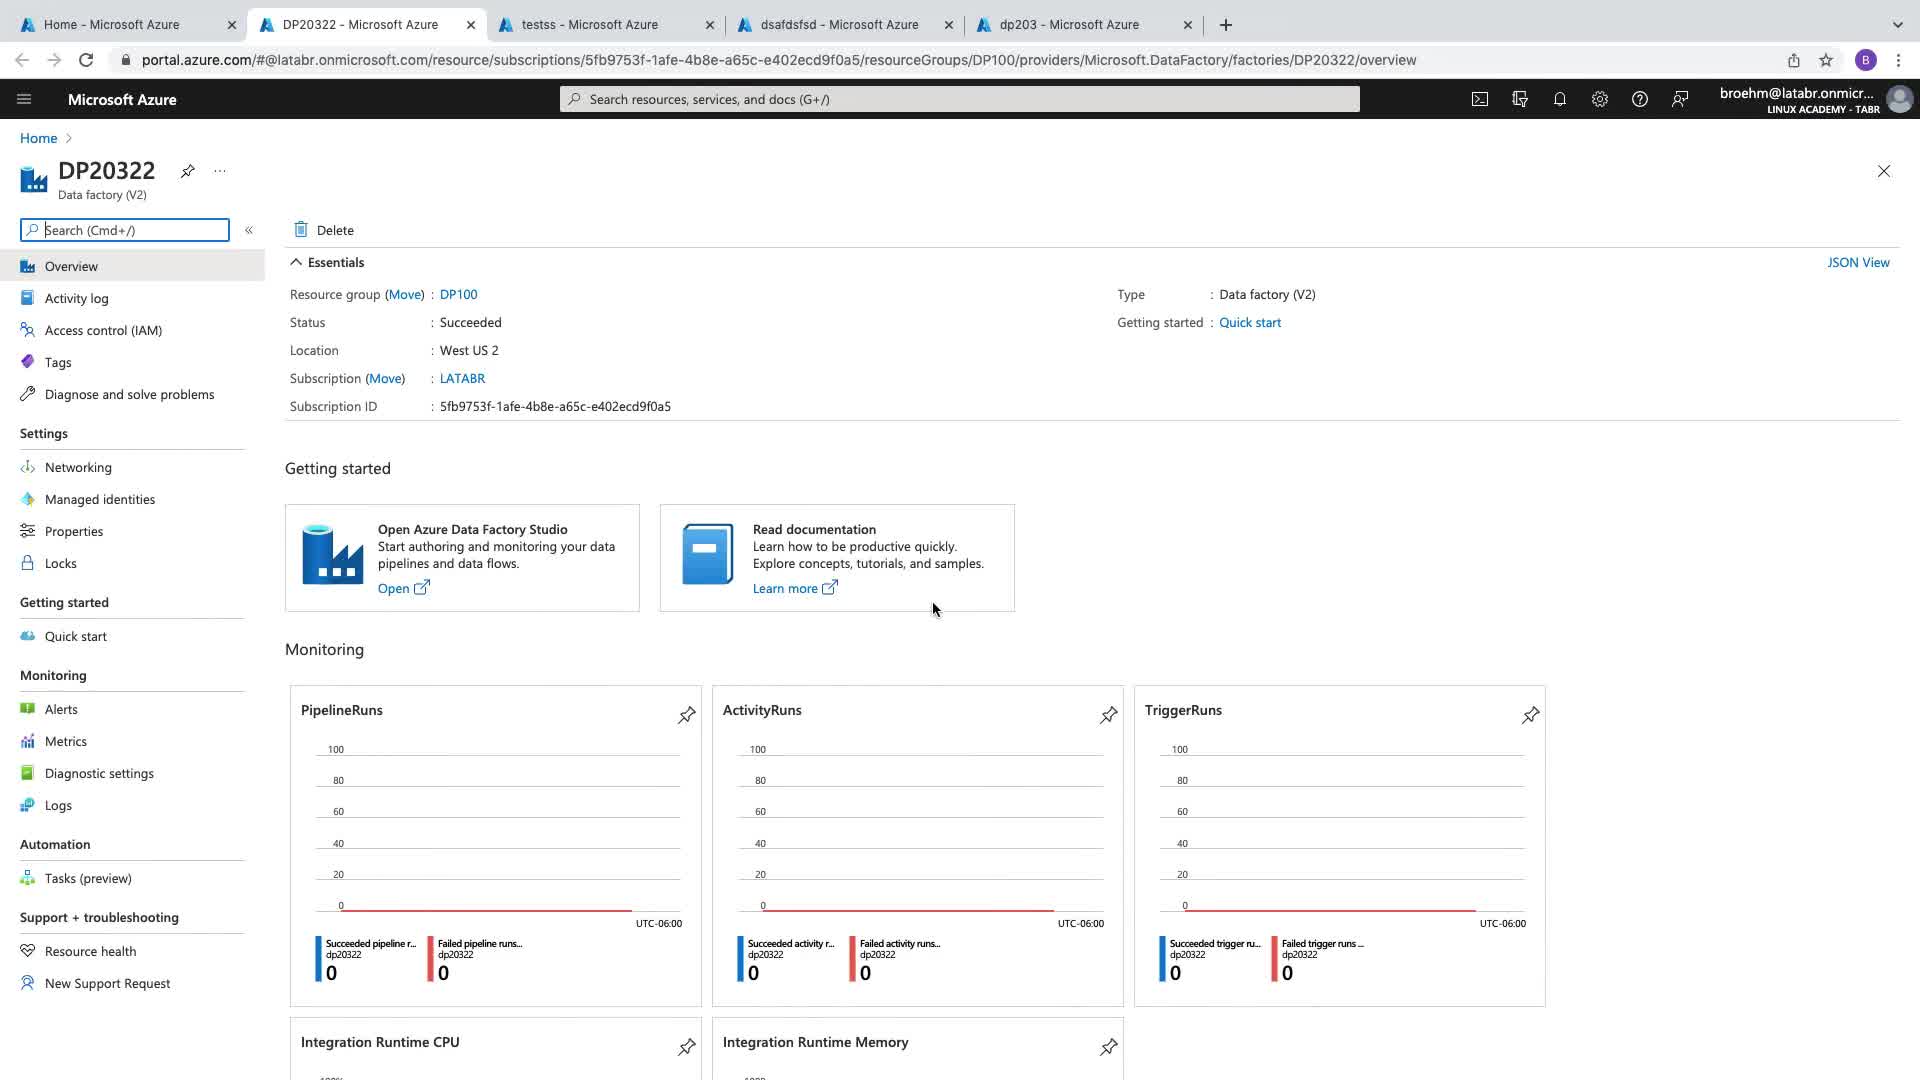 Home - Microsoft Azure
DP20322 - Microsoft Azure
testss - Microsoft Azure
dsafdsfsd - Microsoft Azure
dp203 - Microsoft Azure
portal.azure.com/#@latabr.onmicrosoft.com/resource/subscriptions/5fb9753f-1afe-4b8e-a65c-e402ecd9f0a5/resourceGroups/DP100/providers/Microsoft.DataFactory/factories/DP20322/overview
B
Microsoft Azure
Search resources, services, and docs (G+/)
broehm@latabr.onmicr...
LINUX ACADEMY - TABR
Home
DP20322
...
Data factory (V2)
Search (Cmd+/)
«
Overview
Activity log
Access control (IAM)
Tags
Diagnose and solve problems
Settings
Networking
Managed identities
Properties
Locks
Getting started
Quick start
Monitoring
Alerts
Metrics
Diagnostic settings
Logs
Automation
Tasks (preview)
Support + troubleshooting
Resource health
New Support Request
Delete
Essentials
JSON View
Resource group (Move) : DP100
Status : Succeeded
Location : West US 2
Subscription (Move) : LATABR
Subscription ID : 5fb9753f-1afe-4b8e-a65c-e402ecd9f0a5
Type : Data factory (V2)
Getting started : Quick start
Getting started
Open Azure Data Factory Studio
Start authoring and monitoring your data
pipelines and data flows.
Open
Read documentation
Learn how to be productive quickly.
Explore concepts, tutorials, and samples.
Learn more
Monitoring
PipelineRuns
100
80
60
40
20
0
UTC-06:00
Succeeded pipeline r...
dp20322
0
Failed pipeline runs...
dp20322
0
ActivityRuns
100
80
60
40
20
0
UTC-06:00
Succeeded activity r...
dp20322
0
Failed activity runs...
dp20322
0
TriggerRuns
100
80
60
40
20
0
UTC-06:00
Succeeded trigger ru...
dp20322
0
Failed trigger runs ...
dp20322
0
Integration Runtime CPU
Integration Runtime Memory